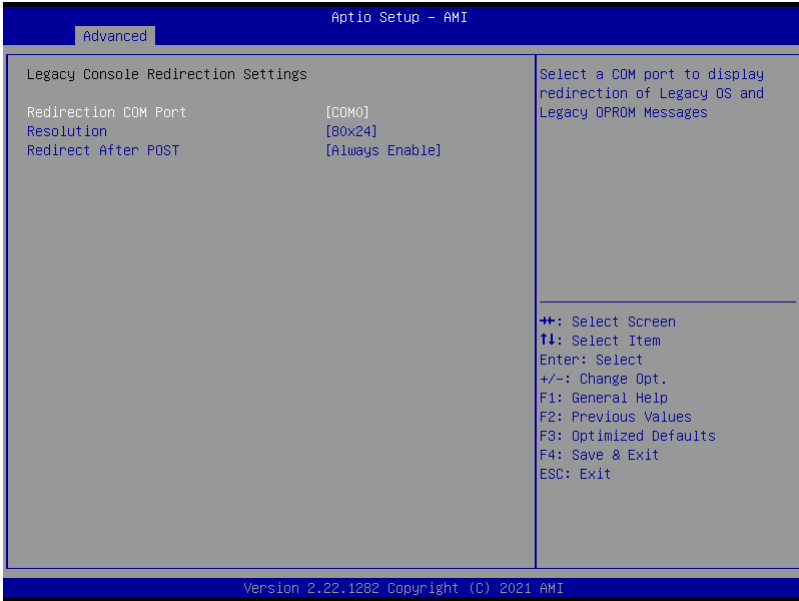 Aptio Setup – AMI
Advanced
Legacy Console Redirection Settings
Redirection COM Port [COM0]
Resolution [80x24]
Redirect After POST [Always Enable]
Select a COM port to display
redirection of Legacy OS and
Legacy OPROM Messages
→←: Select Screen
↑↓: Select Item
Enter: Select
+/-: Change Opt.
F1: General Help
F2: Previous Values
F3: Optimized Defaults
F4: Save & Exit
ESC: Exit
Version 2.22.1282 Copyright (C) 2021 AMI